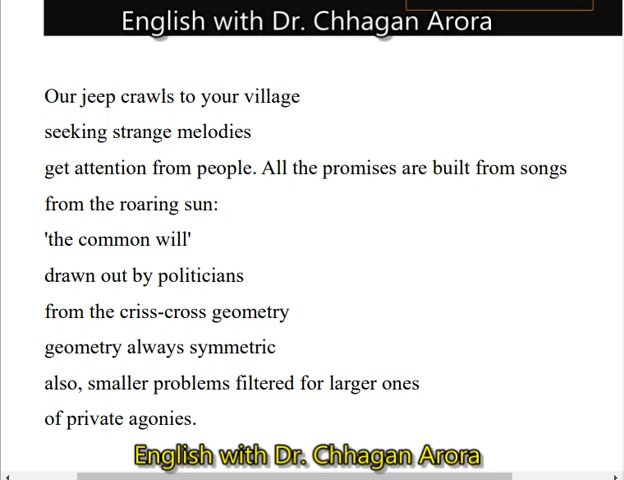 English with Dr. Chhagan Arora
Our jeep crawls to your village
seeking strange melodies
get attention from people. All the promises are built from songs
from the roaring sun:
'the common will'
drawn out by politicians
from the criss-cross geometry
geometry always symmetric
also, smaller problems filtered for larger ones
of private agonies.
English with Dr. Chhagan Arora